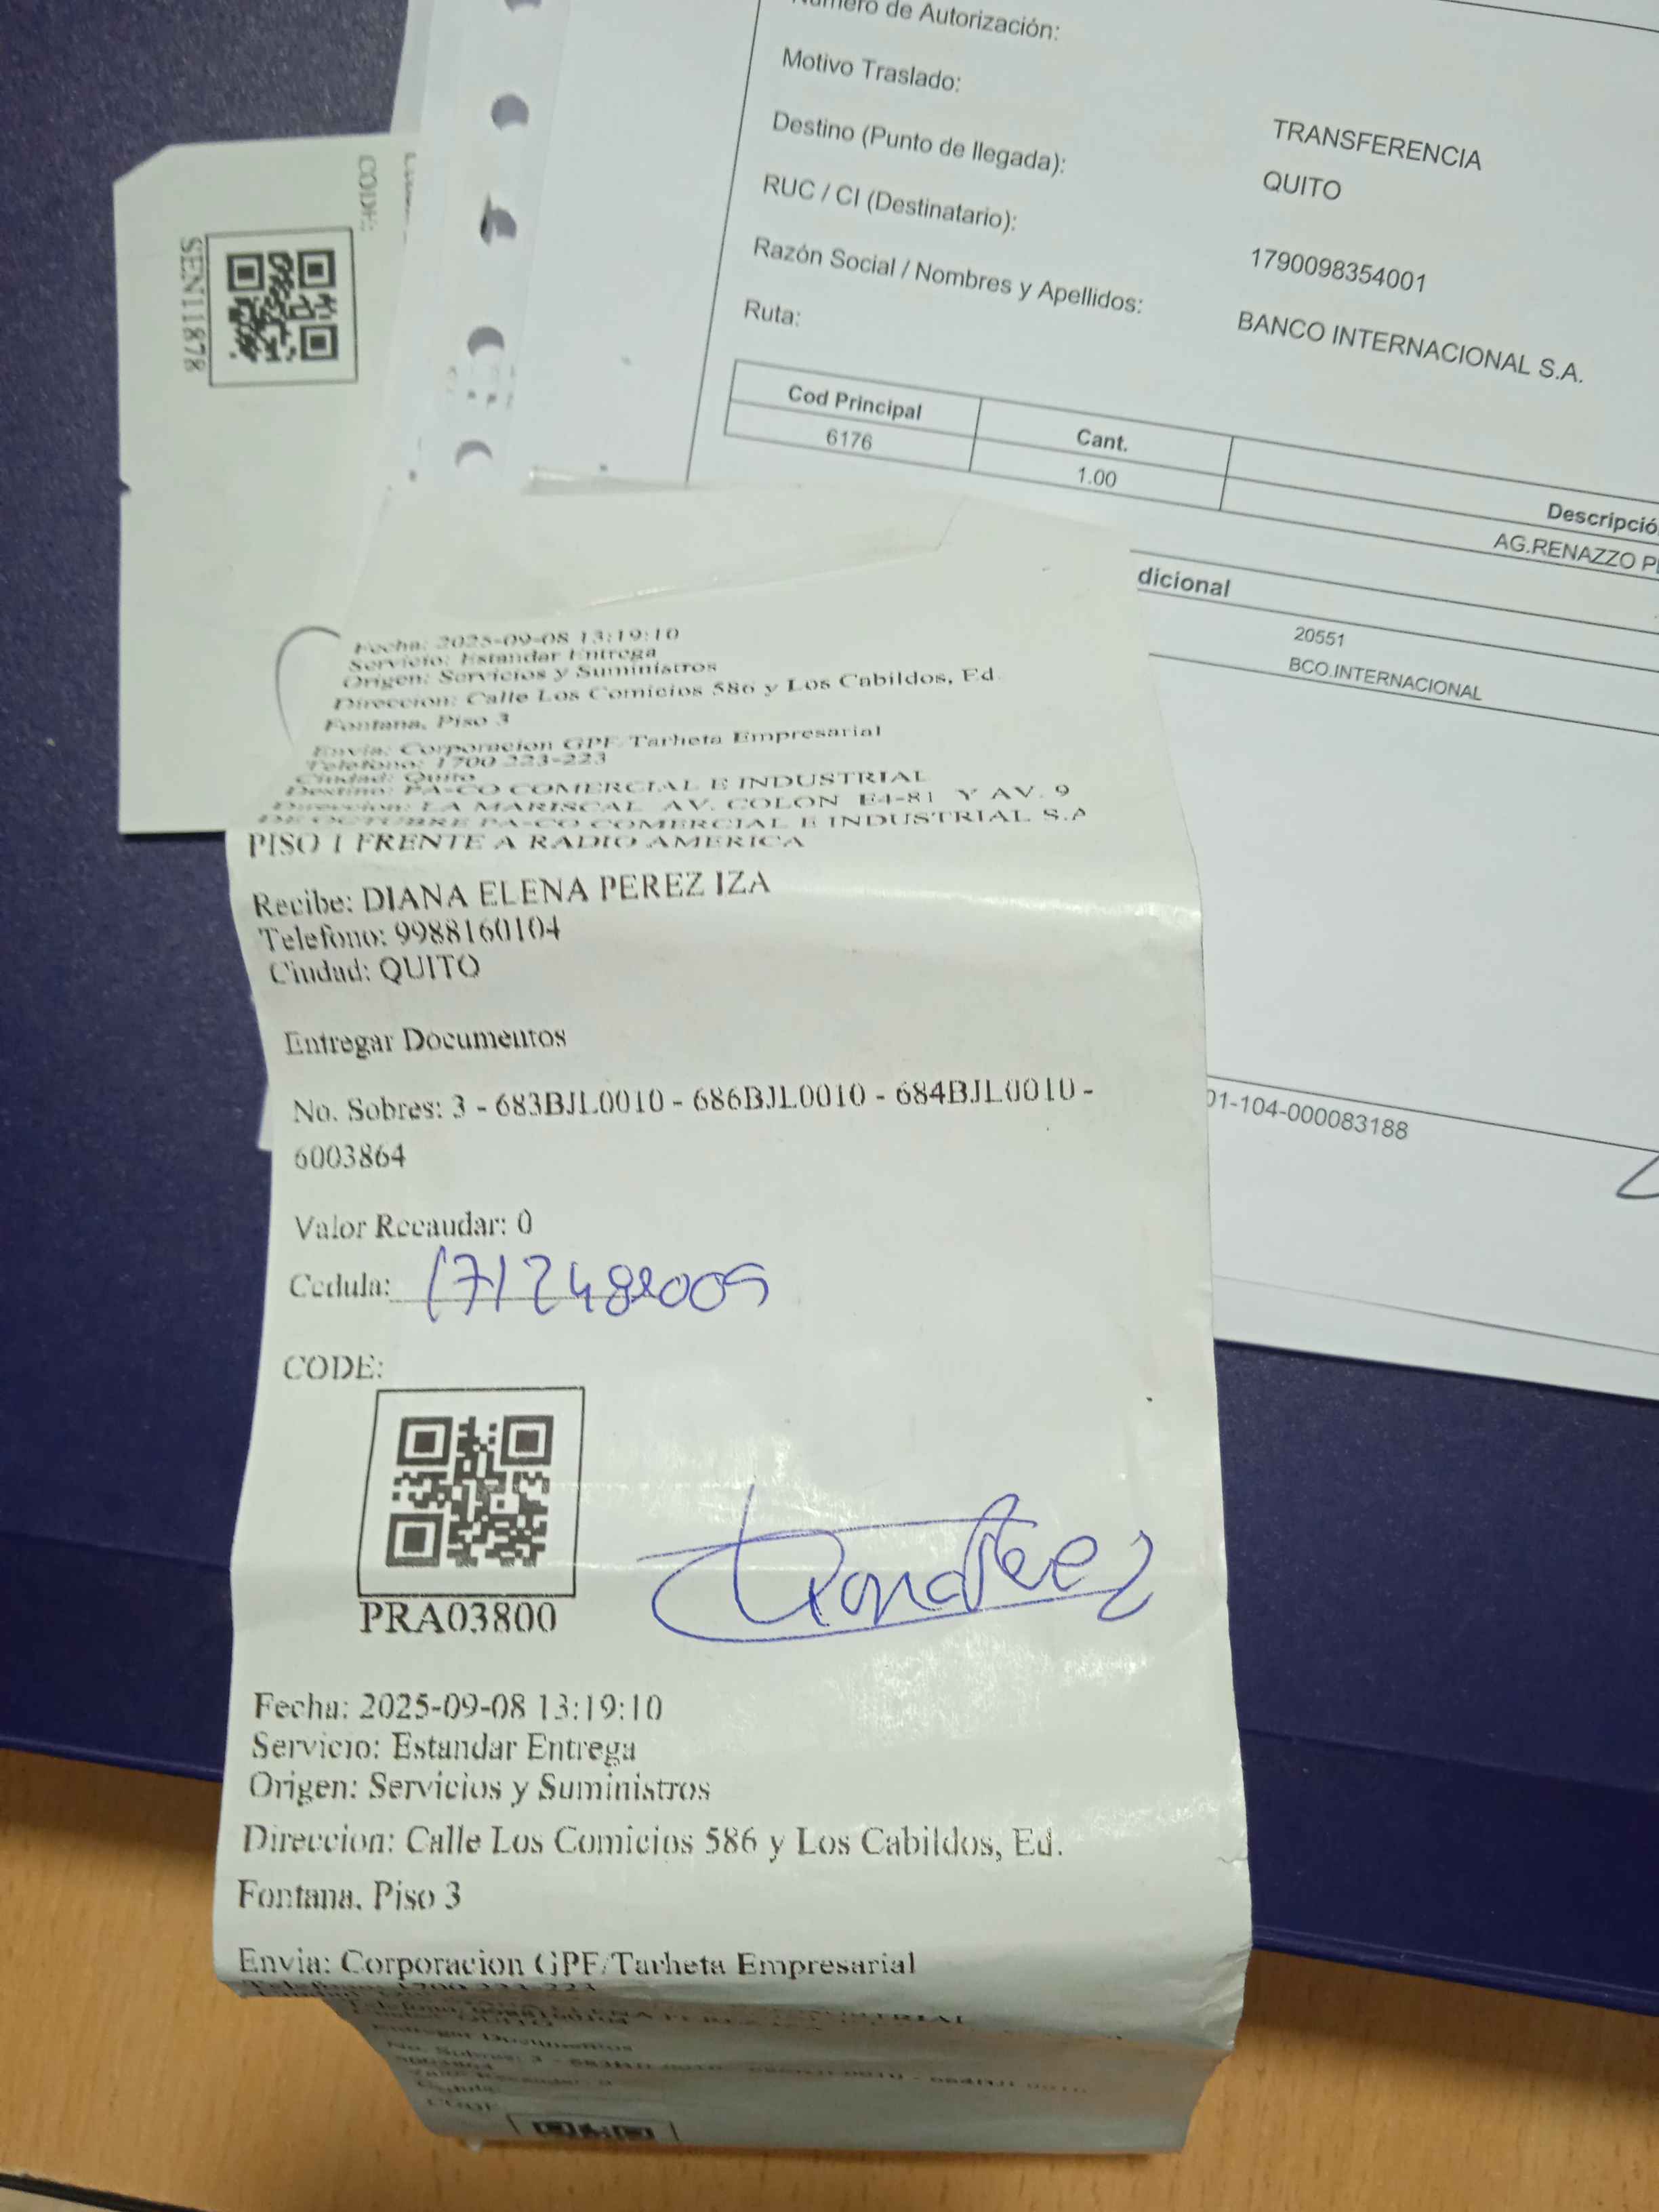 Número de Autorización:
Motivo Traslado:
TRANSFERENCIA
Destino (Punto de llegada):
QUITO
RUC / CI (Destinatario):
1790098354001
Razón Social / Nombres y Apellidos:
BANCO INTERNACIONAL S.A.
Ruta:
Cod Principal
Cant.
Descripció
6176
1.00
AG.RENAZZO
dicional
20551
BCO.INTERNACIONAL
01-104-000083188
CODE:
SEN11878
Fecha: 2025-09-08 13:19:10
Servicio: Estandar Entrega
Origen: Servicios y Suministros
Direccion: Calle Los Comicios 586 y Los Cabildos, Ed.
Fontana, Piso 3
Envia: Corporacion GPF/Tarheta Empresarial
Telefono: 1700 223-223
Ciudad: Quito
Destino: PA-CO COMERCIAL E INDUSTRIAL
Direccion: LA MARISCAL AV. COLON E4-81 Y AV. 9
DE OCTUBRE PA-CO COMERCIAL E INDUSTRIAL S.A
PISO 1 FRENTE A RADIO AMERICA
Recibe: DIANA ELENA PEREZ IZA
Telefono: 9988160104
Ciudad: QUITO
Entregar Documentos
No. Sobres: 3 - 683BJL0010 - 686BJL0010 - 684BJL0010 -
6003864
Valor Recaudar: 0
Cedula: 1712482005
CODE:
PRA03800
Fecha: 2025-09-08 13:19:10
Servicio: Estandar Entrega
Origen: Servicios y Suministros
Direccion: Calle Los Comicios 586 y Los Cabildos, Ed.
Fontana, Piso 3
Envia: Corporacion GPF/Tarheta Empresarial